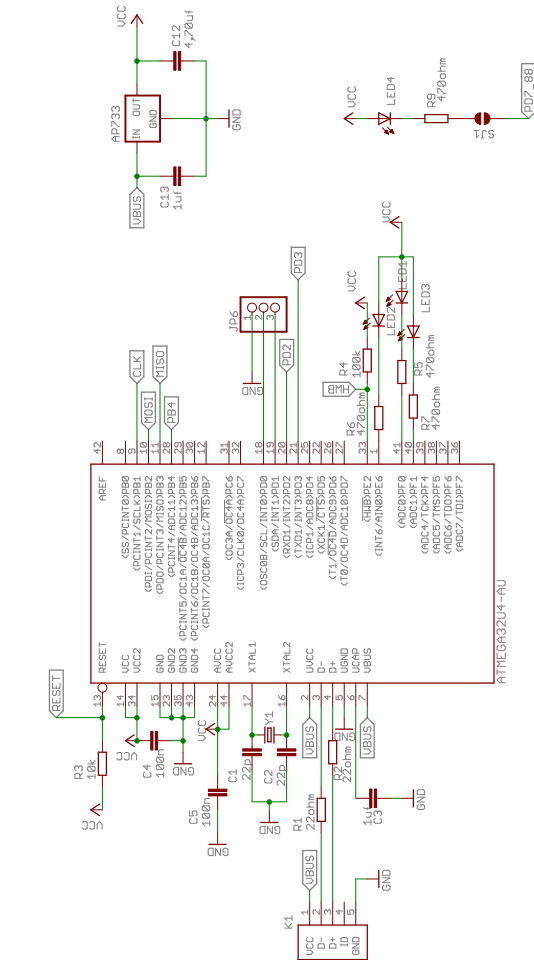 VCC
C12
4,70uf
AP7333
OUT
GND
IN
GND
VBUS
C13
1uf
VCC
LED4
R9
470ohm
SJ1
PD7_88
VCC
VCC
PD3
LED1
LED2
LED3
JP6
1
2
3
GND
PD2
R4
100k
HWB
R6
470ohm
R5
470ohm
R7
470ohm
CLK
MISO
MOSI
PB4
42
AREF
8
(SS/PCINT0)PB0
9
(PCINT1/SCLK)PB1
10
(PDI/PCINT2/MOSI)PB2
11
(PDO/PCINT3/MISO)PB3
28
(PCINT4/ADC11)PB4
29
(PCINT5/OC1A/OC4B/ADC12)PB5
30
(PCINT6/OC1B/OC4B/ADC13)PB6
12
(PCINT7/OC0A/OC1C/RTS)PB7
31
(OC3A/OC4A)PC6
32
(ICP3/CLK0/OC4A)PC7
18
(OSC0B/SCL/INT0)PD0
19
(SDA/INT1)PD1
20
(RXD1/INT2)PD2
21
(TXD1/INT3)PD3
25
(ICP1/ADC8)PD4
22
(XCK1/CTS)PD5
26
(T1/OC4D/ADC9)PD6
27
(T0/OC4D/ADC10)PD7
33
(HWB)PE2
1
(INT6/AIN0)PE6
41
(ADC0)PF0
40
(ADC1)PF1
39
(ADC4/TCK)PF4
38
(ADC5/TMS)PF5
37
(ADC6/TDO)PF6
36
(ADC7/TDI)PF7
RESET
VCC
VCC2
GND
GND2
GND3
GND4
AVCC
AVCC2
XTAL1
XTAL2
UVCC
D-
D+
UGND
UCAP
VBUS
ATMEGA32U4-AU
RESET
13
14
34
15
23
35
43
24
44
17
16
2
3
4
5
6
7
R3
10k
VCC
VCC
C4
100n
GND
VCC
C5
100n
GND
C1
22p
C2
22p
Y1
GND
VBUS
GND
VBUS
R2
22ohm
R1
22ohm
1uf
C3
GND
VBUS
GND
K1
1
2
3
4
5
VCC
D-
D+
ID
GND